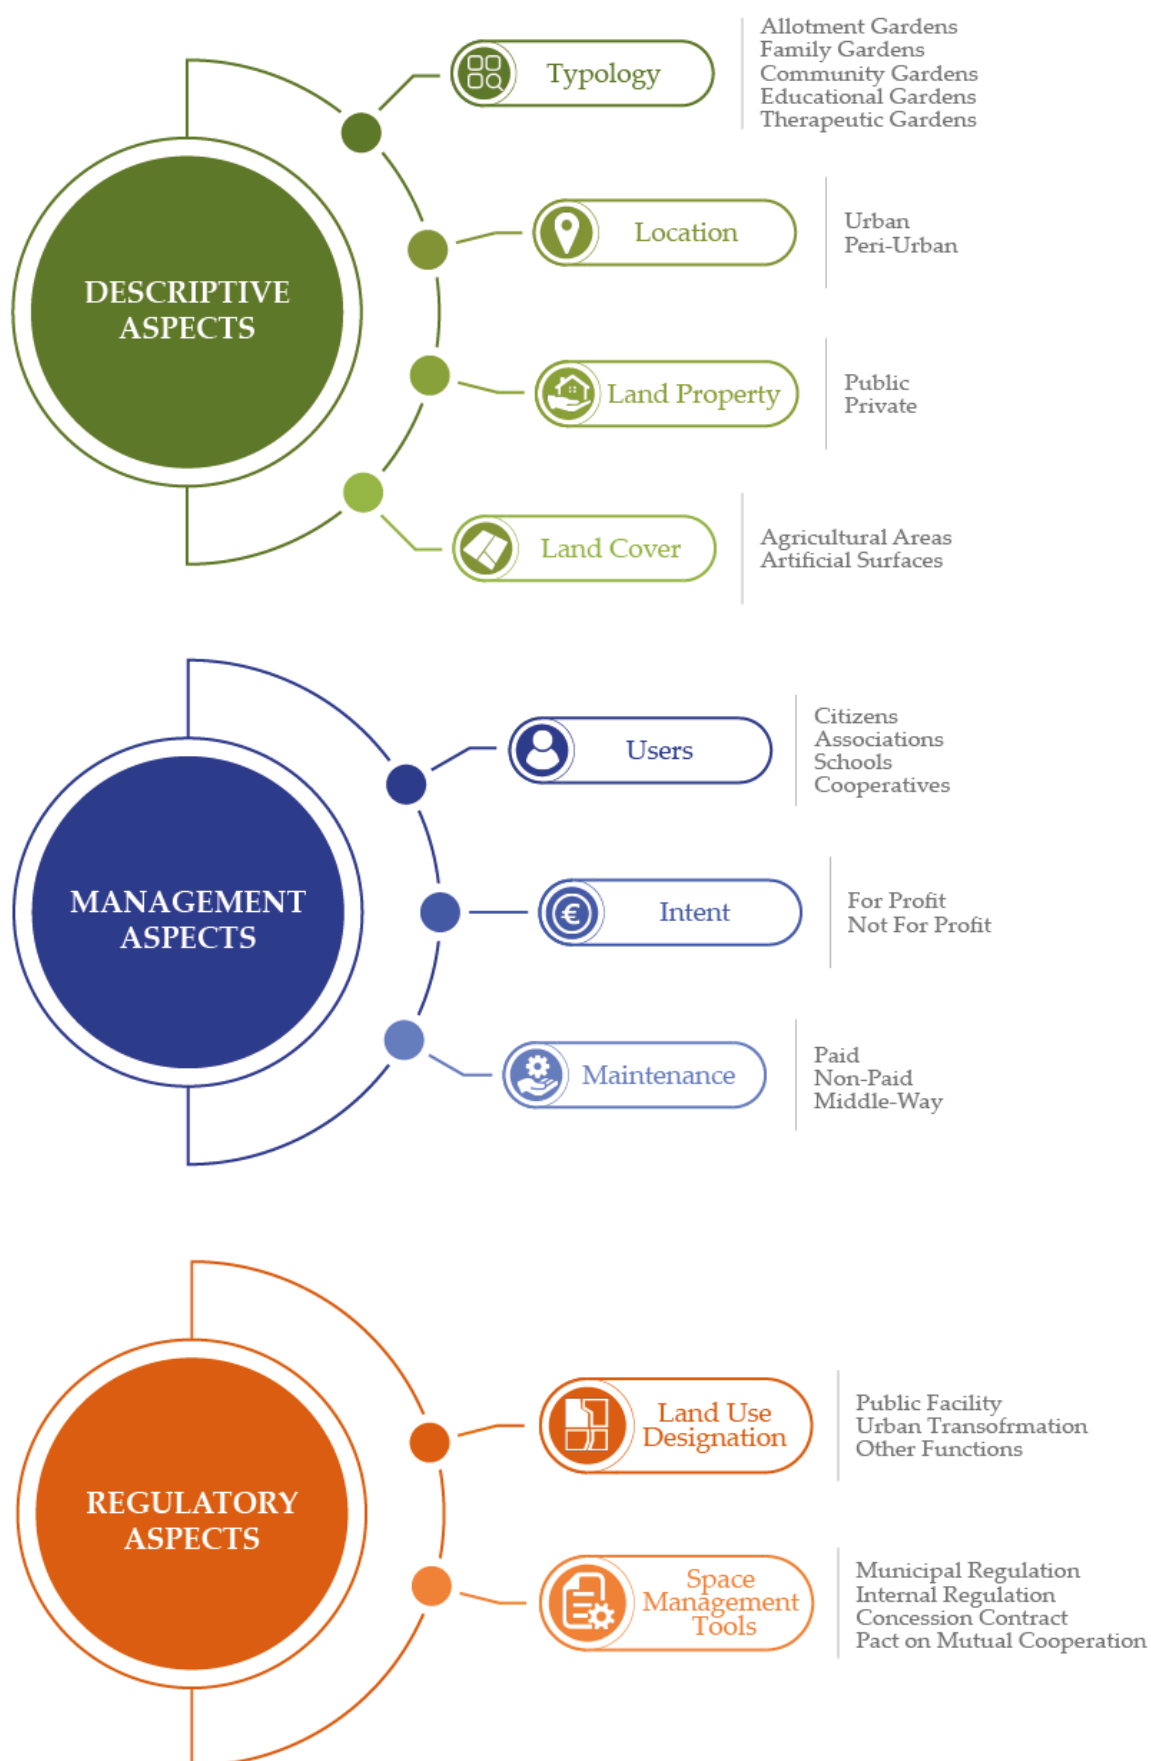 DESCRIPTIVE
ASPECTS
Typology
Allotment Gardens
Family Gardens
Community Gardens
Educational Gardens
Therapeutic Gardens
Location
Urban
Peri-Urban
Land Property
Public
Private
Land Cover
Agricultural Areas
Artificial Surfaces
MANAGEMENT
ASPECTS
Users
Citizens
Associations
Schools
Cooperatives
€
Intent
For Profit
Not For Profit
Maintenance
Paid
Non-Paid
Middle-Way
REGULATORY
ASPECTS
Land Use
Designation
Public Facility
Urban Transofrmation
Other Functions
Space
Management
Tools
Municipal Regulation
Internal Regulation
Concession Contract
Pact on Mutual Cooperation